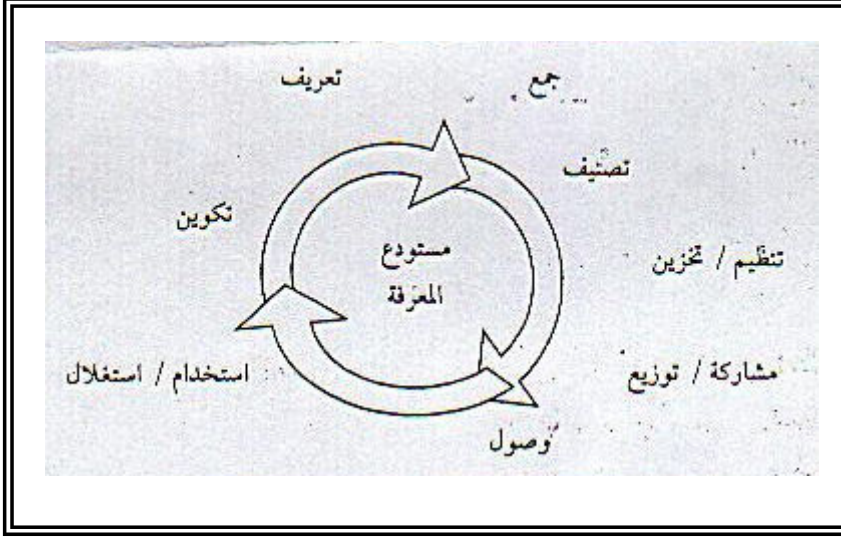 جمع
تعريف
تصنيف
تكوين
مستودع
المعرفة
تنظيم / تخزين
مشاركة / توزيع
استخدام / استغلال
وصول